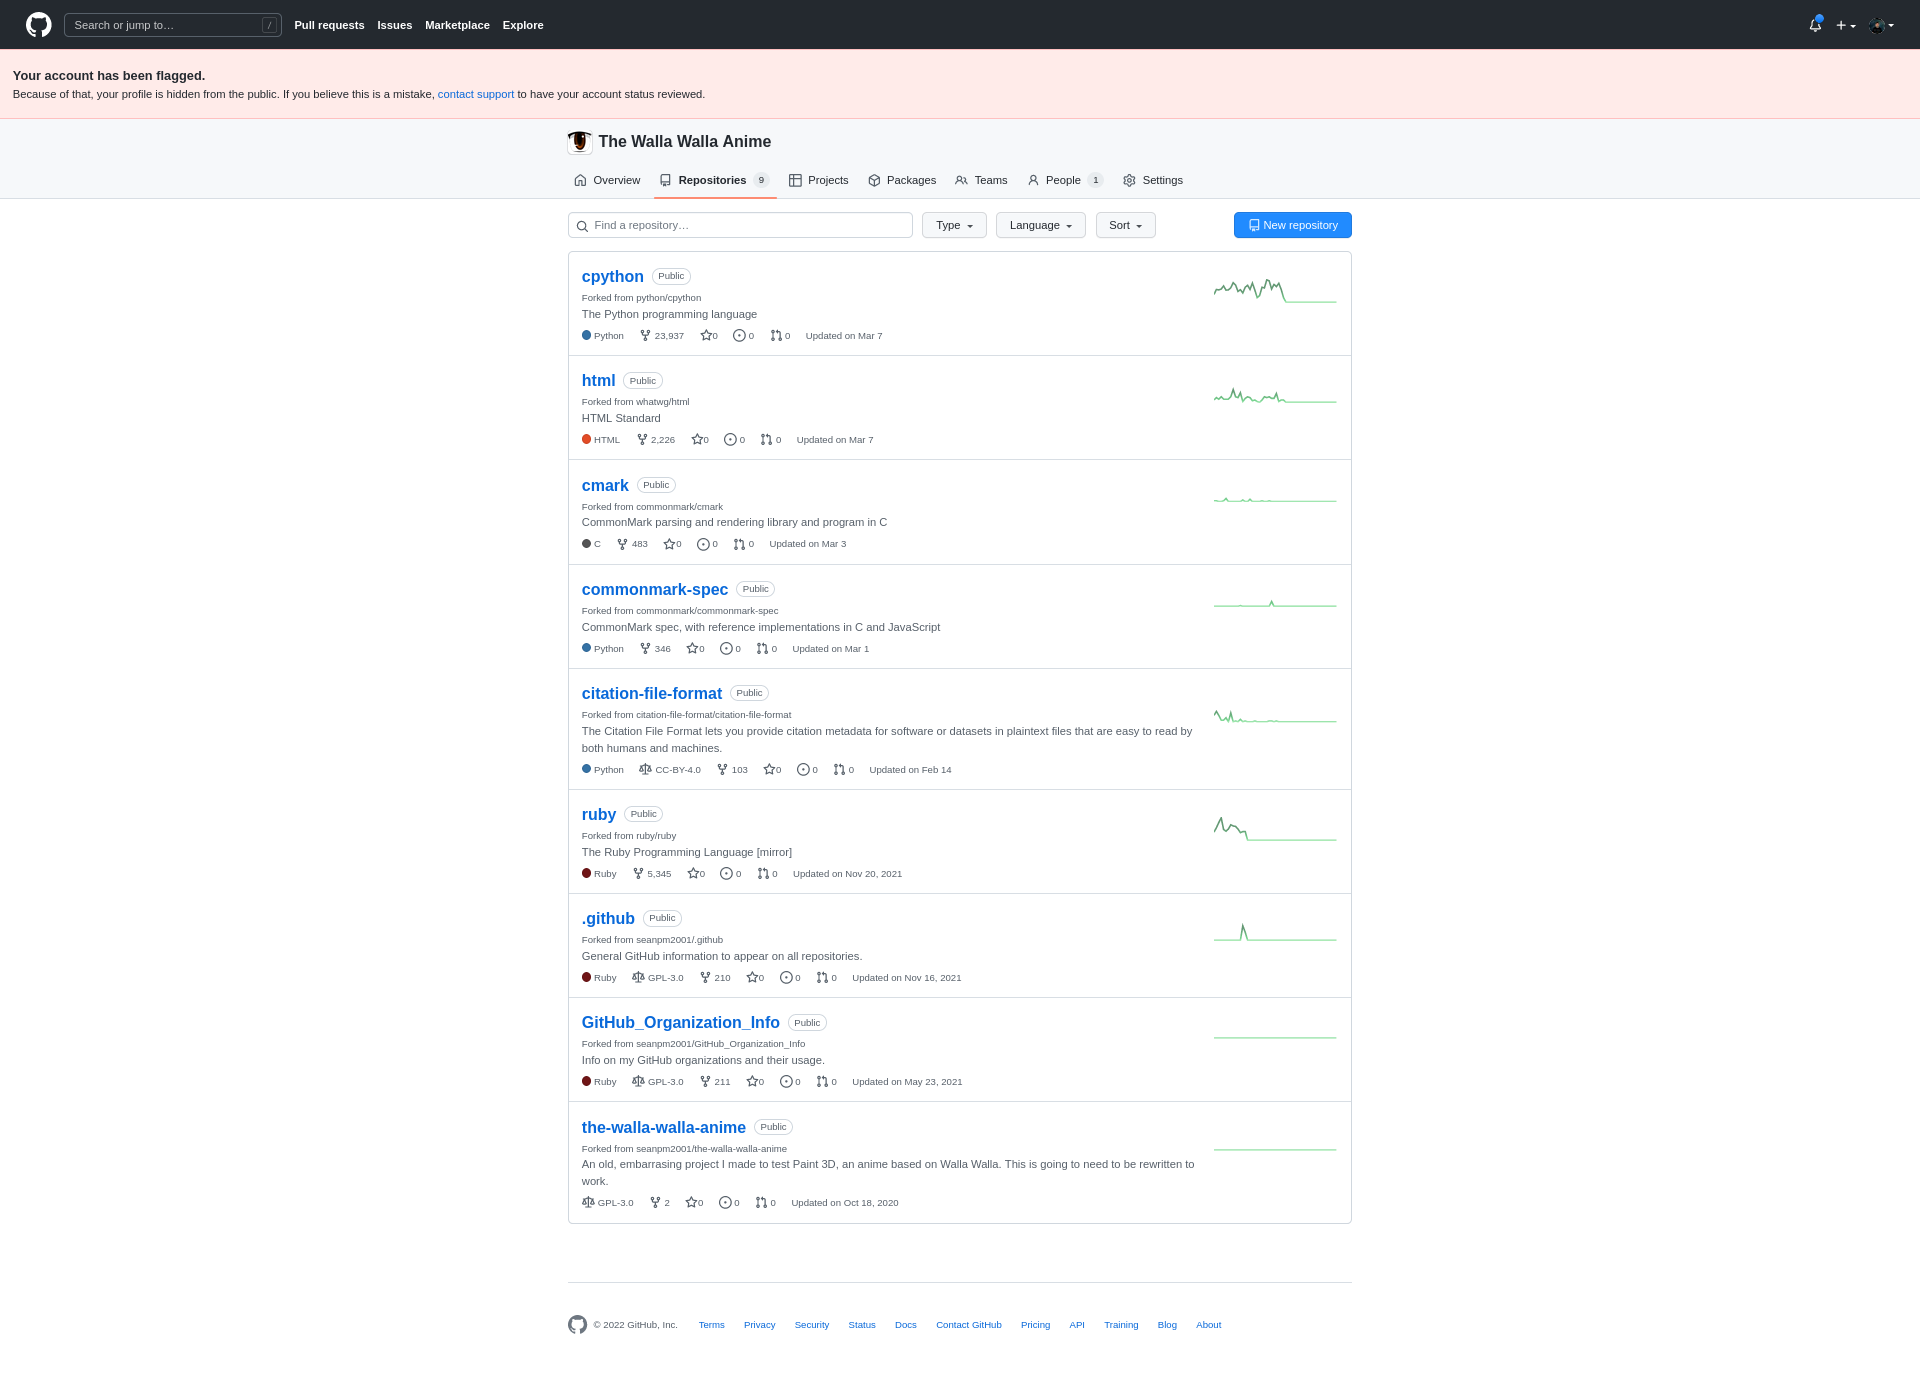 Search or jump to… /
Pull requests Issues Marketplace Explore
Your account has been flagged.
Because of that, your profile is hidden from the public. If you believe this is a mistake, contact support to have your account status reviewed.
The Walla Walla Anime
Overview Repositories 9 Projects Packages Teams People 1 Settings
Find a repository… Type Language Sort New repository
cpython Public
Forked from python/cpython
The Python programming language
Python 23,937 0 0 0 Updated on Mar 7
html Public
Forked from whatwg/html
HTML Standard
HTML 2,226 0 0 0 Updated on Mar 7
cmark Public
Forked from commonmark/cmark
CommonMark parsing and rendering library and program in C
C 483 0 0 0 Updated on Mar 3
commonmark-spec Public
Forked from commonmark/commonmark-spec
CommonMark spec, with reference implementations in C and JavaScript
Python 346 0 0 0 Updated on Mar 1
citation-file-format Public
Forked from citation-file-format/citation-file-format
The Citation File Format lets you provide citation metadata for software or datasets in plaintext files that are easy to read by
both humans and machines.
Python CC-BY-4.0 103 0 0 0 Updated on Feb 14
ruby Public
Forked from ruby/ruby
The Ruby Programming Language [mirror]
Ruby 5,345 0 0 0 Updated on Nov 20, 2021
.github Public
Forked from seanpm2001/.github
General GitHub information to appear on all repositories.
Ruby GPL-3.0 210 0 0 0 Updated on Nov 16, 2021
GitHub_Organization_Info Public
Forked from seanpm2001/GitHub_Organization_Info
Info on my GitHub organizations and their usage.
Ruby GPL-3.0 211 0 0 0 Updated on May 23, 2021
the-walla-walla-anime Public
Forked from seanpm2001/the-walla-walla-anime
An old, embarrasing project I made to test Paint 3D, an anime based on Walla Walla. This is going to need to be rewritten to
work.
GPL-3.0 2 0 0 0 Updated on Oct 18, 2020
© 2022 GitHub, Inc. Terms Privacy Security Status Docs Contact GitHub Pricing API Training Blog About